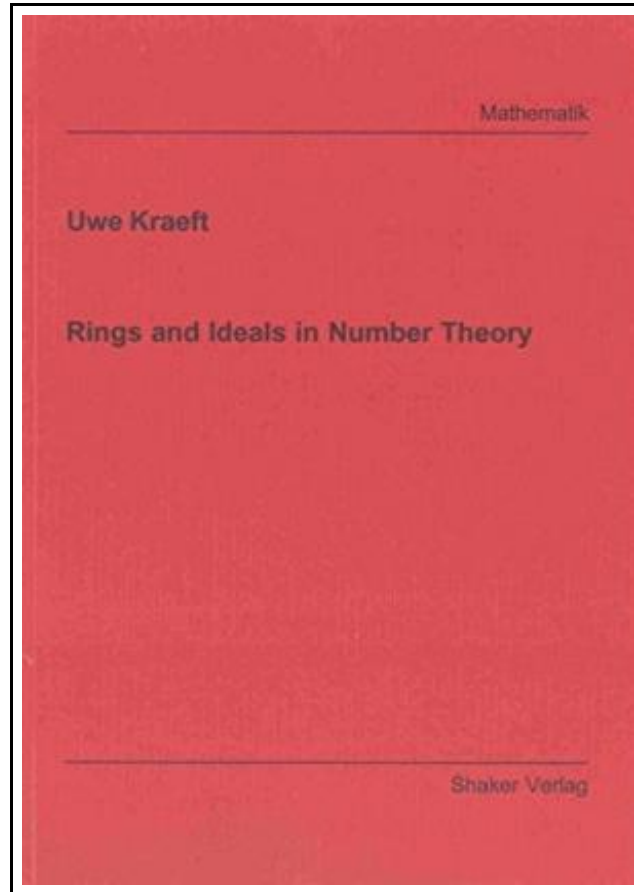 Mathematik
Uwe Kraeft
Rings and Ideals in Number Theory
Shaker Verlag